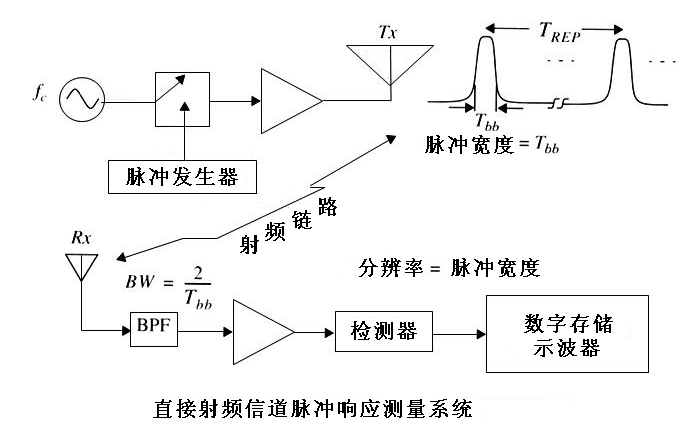 Tx
T_REP
f_c
T_bb
脉冲宽度 = T_bb
脉冲发生器
射频链路
Rx
BW = 2/T_bb
分辨率 = 脉冲宽度
BPF
检测器
数字存储
示波器
直接射频信道脉冲响应测量系统